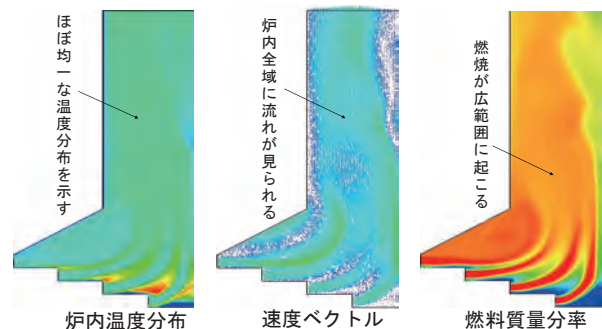 ほぼ均一な温度分布を示す
炉内全域に流れが見られる
燃焼が広範囲に起こる
炉内温度分布
速度ベクトル
燃料質量分率